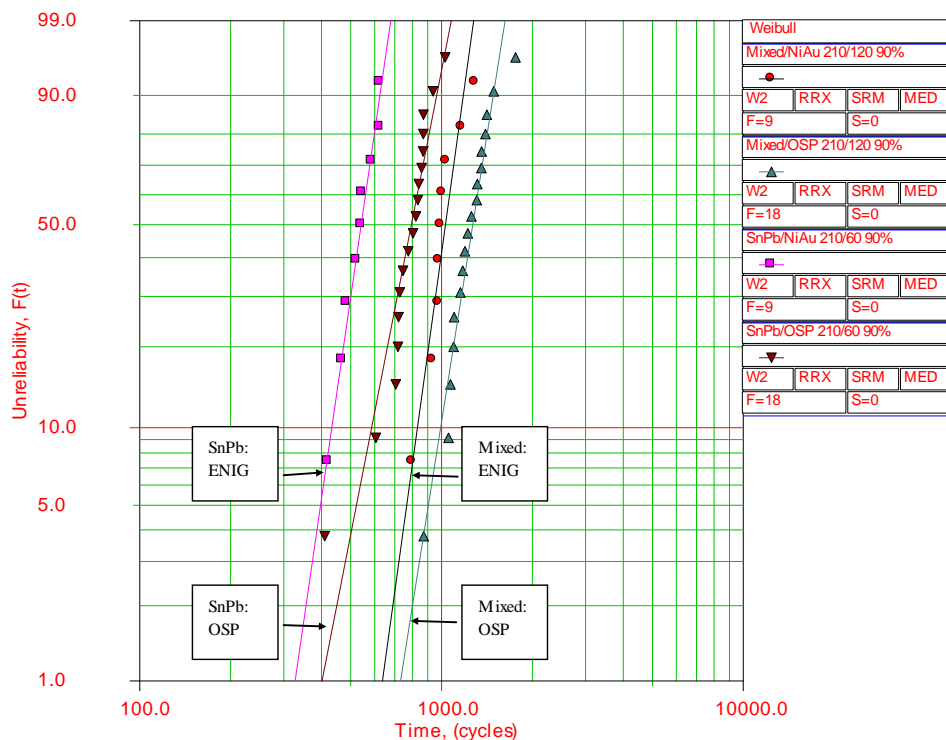 99.0
90.0
50.0
10.0
5.0
1.0
Unreliability, F(t)
100.0
1000.0
10000.0
Time, (cycles)
SnPb:
ENIG
Mixed:
ENIG
SnPb:
OSP
Mixed:
OSP
Weibull
Mixed/NiAu 210/120 90%
W2 RRX SRM MED
F=9 S=0
Mixed/OSP 210/120 90%
W2 RRX SRM MED
F=18 S=0
SnPb/NiAu 210/60 90%
W2 RRX SRM MED
F=9 S=0
SnPb/OSP 210/60 90%
W2 RRX SRM MED
F=18 S=0